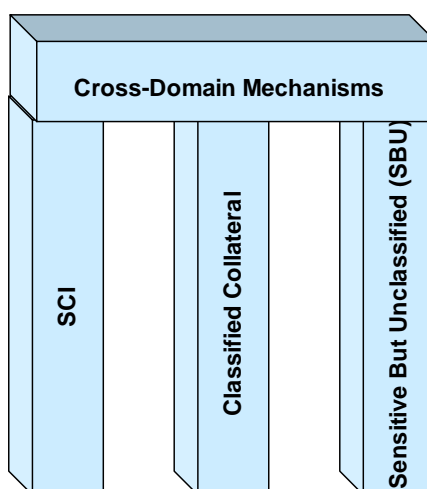 Cross-Domain Mechanisms
SCI
Classified Collateral
Sensitive But Unclassified (SBU)